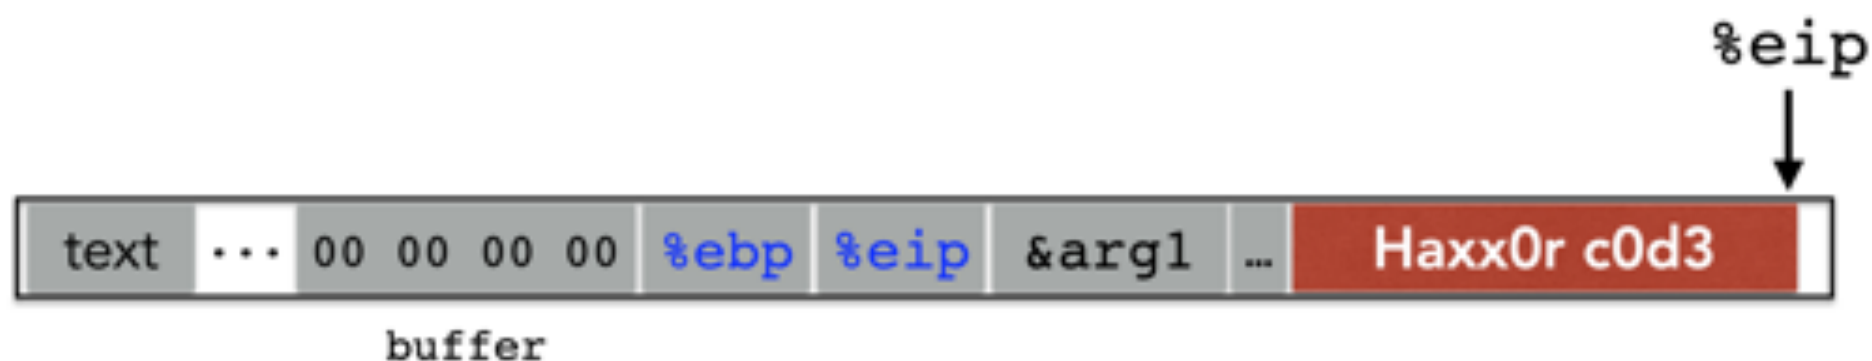 %eip
text ... 00 00 00 00 %ebp %eip &arg1 ... Haxx0r c0d3
buffer